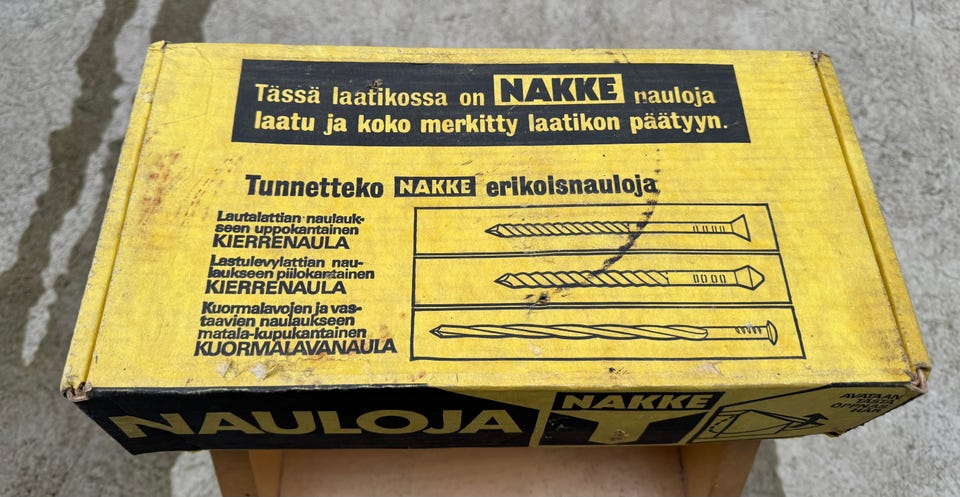 Tässä laatikossa on NAKKE nauloja
laatu ja koko merkitty laatikon päätyyn.
Tunnetteko NAKKE erikoisnauloja
Lautalattian naulauk-
seen uppokantainen
KIERRENAULA
Lastulevylattian nau-
laukseen piilokantainen
KIERRENAULA
Kuormalavojen ja vas-
taavien naulaukseen
matala-kupukantainen
KUORMALAVANAULA
NAULOJA
NAKKE
T
AVATAAN
TÄSTÄ